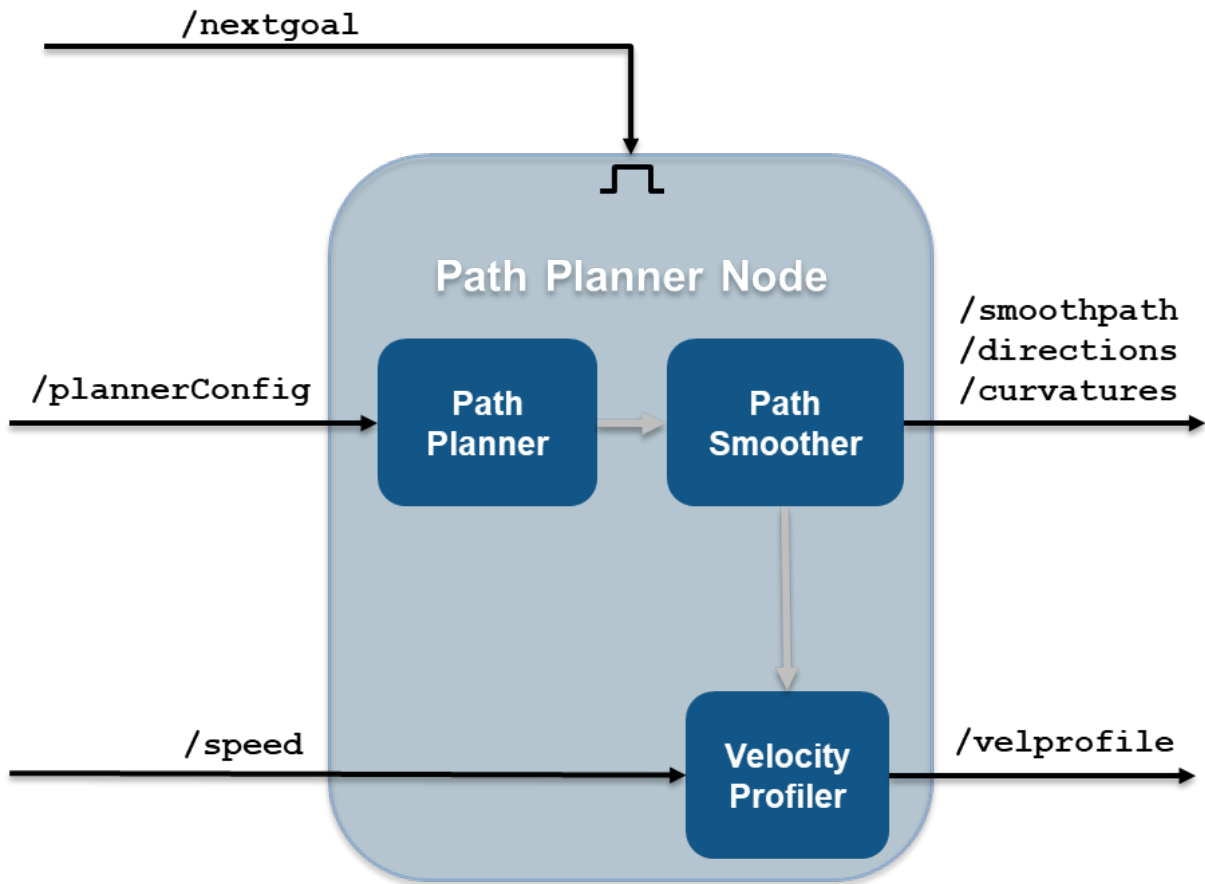 /nextgoal
Path Planner Node
/smoothpath
/directions
/curvatures
/plannerConfig
Path
Planner
Path
Smoother
/speed
Velocity
Profiler
/velprofile